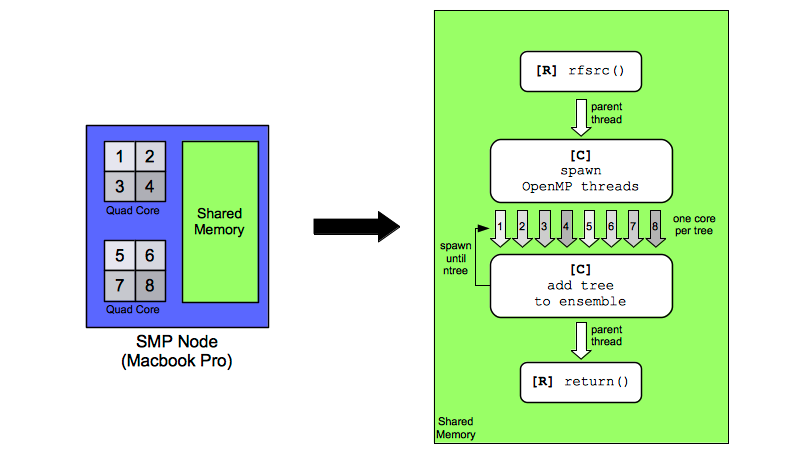 1 2
3 4
Quad Core
5 6
7 8
Quad Core
Shared
Memory
SMP Node
(Macbook Pro)
[R] rfsrc()
parent
thread
[C]
spawn
OpenMP threads
1 2 3 4 5 6 7 8
one core
per tree
spawn
until
ntree
[C]
add tree
to ensemble
parent
thread
[R] return()
Shared
Memory